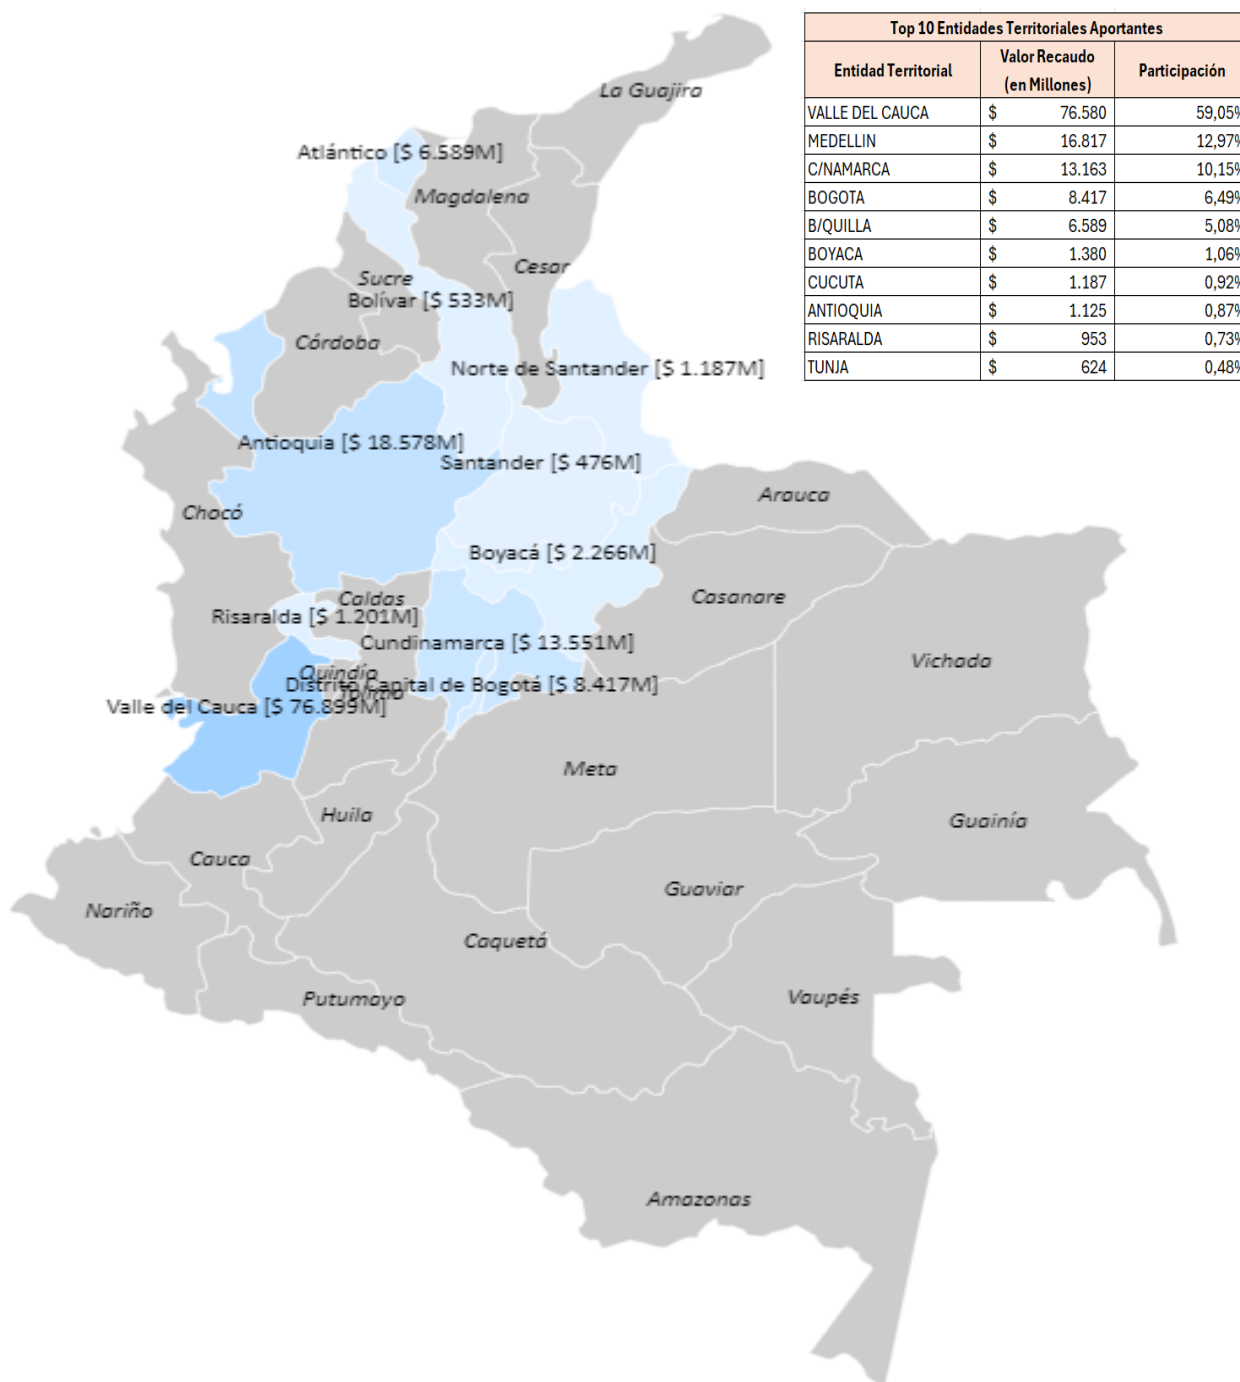 Top 10 Entidades Territoriales Aportantes
Entidad Territorial Valor Recaudo (en Millones) Participación
VALLE DEL CAUCA $ 76.580 59,05%
MEDELLIN $ 16.817 12,97%
C/NAMARCA $ 13.163 10,15%
BOGOTA $ 8.417 6,49%
B/QUILLA $ 6.589 5,08%
BOYACA $ 1.380 1,06%
CUCUTA $ 1.187 0,92%
ANTIOQUIA $ 1.125 0,87%
RISARALDA $ 953 0,73%
TUNJA $ 624 0,48%
La Guajira
Atlántico [$ 6.589M]
Magdalena
Cesar
Sucre
Bolívar [$ 533M]
Córdoba
Norte de Santander [$ 1.187M]
Antioquia [$ 18.578M]
Santander [$ 476M]
Arauca
Chocó
Boyacá [$ 2.266M]
Casanare
Caldas
Risaralda [$ 1.201M]
Cundinamarca [$ 13.551M]
Vichada
Quindío
Distrito Capital de Bogotá [$ 8.417M]
Tolima
Valle del Cauca [$ 76.899M]
Meta
Huila
Guainía
Cauca
Guaviar
Nariño
Caquetá
Vaupés
Putumayo
Amazonas